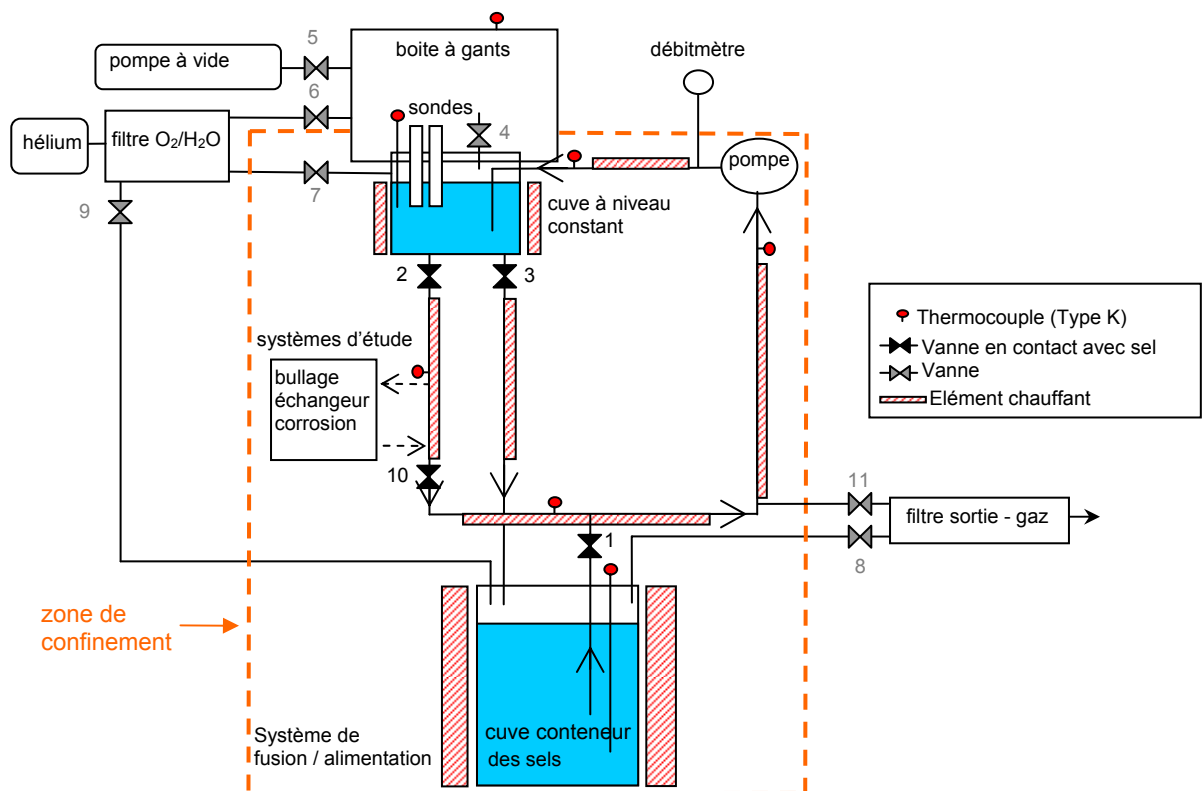 5
boite à gants
débitmètre
pompe à vide
6
sondes
4
hélium
filtre O₂/H₂O
pompe
7
9
cuve à niveau
constant
2
3
Thermocouple (Type K)
Vanne en contact avec sel
Vanne
Elément chauffant
systèmes d'étude
bullage
échangeur
corrosion
10
11
filtre sortie - gaz
1
8
zone de
confinement
Système de
fusion / alimentation
cuve conteneur
des sels